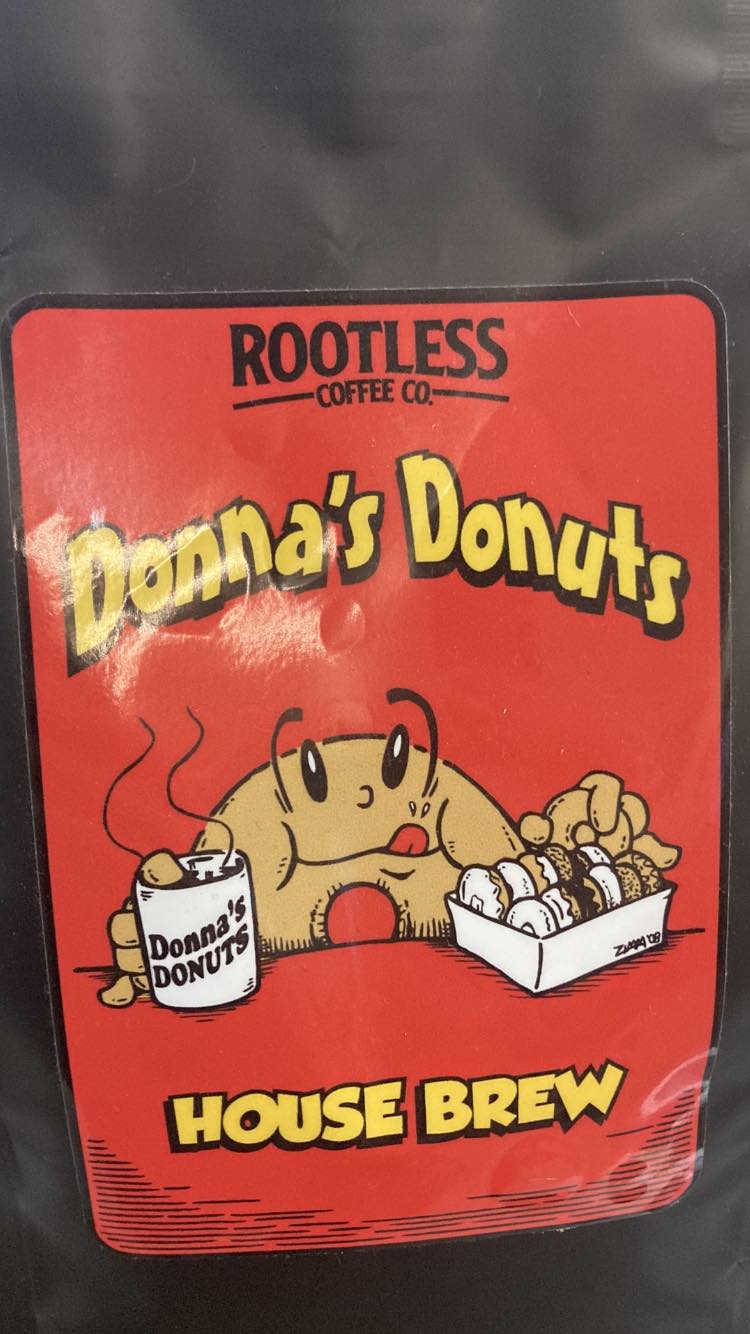 ROOTLESS
COFFEE CO.
Donna's Donuts
Donna's
DONUTS
HOUSE BREW